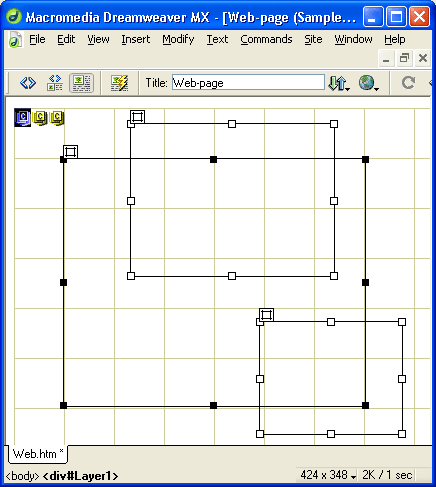 Macromedia Dreamweaver MX - [Web-page (Sample...
File Edit View Insert Modify Text Commands Site Window Help
Title: Web-page
C C C
Web.htm *
<body> <div#Layer1> 424 x 348 2K / 1 sec